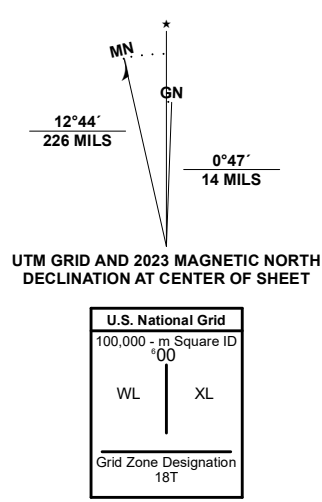 ★
MN
GN
12°44´
226 MILS
0°47´
14 MILS
UTM GRID AND 2023 MAGNETIC NORTH
DECLINATION AT CENTER OF SHEET
U.S. National Grid
100,000 - m Square ID
⁶00
WL XL
Grid Zone Designation
18T